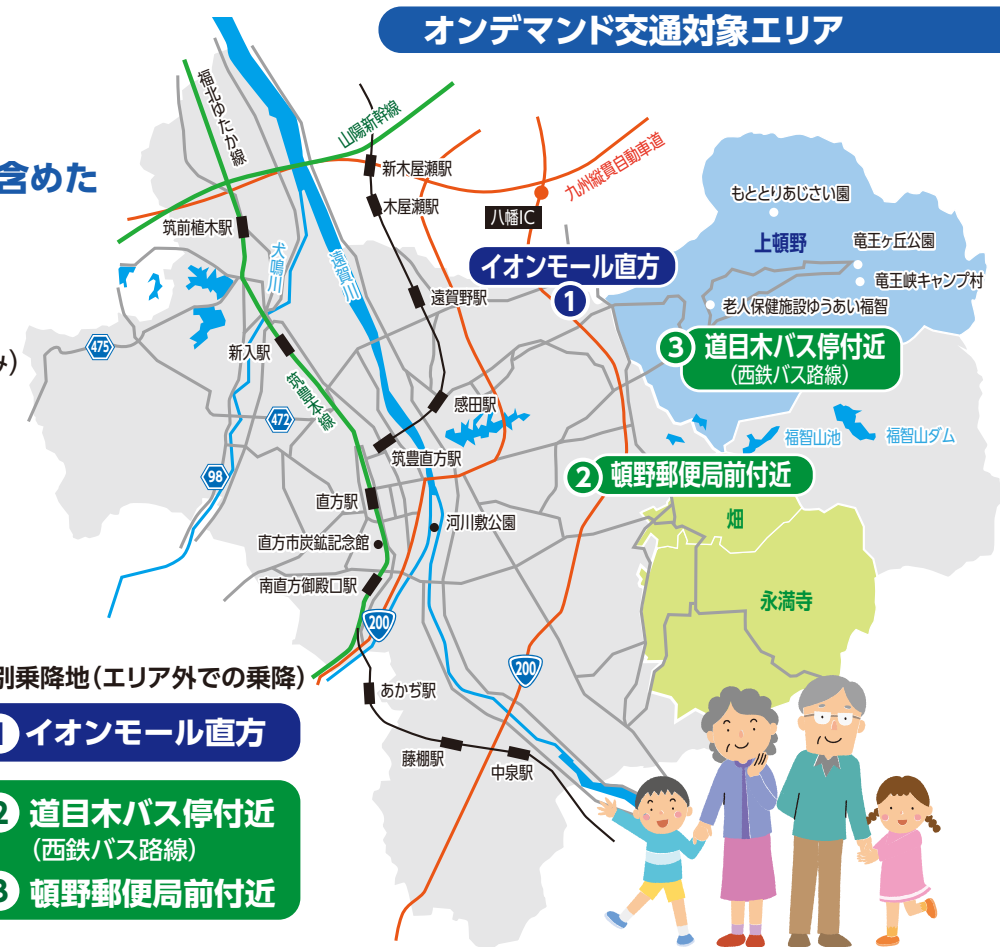 オンデマンド交通対象エリア
含めた
み)
福北ゆたか線
山陽新幹線
新木屋瀬駅
木屋瀬駅
九州縦貫自動車道
八幡IC
筑前植木駅
犬鳴川
遠賀川
遠賀野駅
イオンモール直方
1
もととりあじさい園
上頓野
竜王ヶ丘公園
竜王峡キャンプ村
老人保健施設ゆうあい福智
3 道目木バス停付近
(西鉄バス路線)
475
新入駅
筑豊本線
472
感田駅
福智山池
福智山ダム
筑豊直方駅
98
2 頓野郵便局前付近
直方駅
河川敷公園
畑
直方市炭鉱記念館
南直方御殿口駅
永満寺
200
200
別乗降地(エリア外での乗降)
あかぢ駅
藤棚駅
中泉駅
1 イオンモール直方
2 道目木バス停付近
(西鉄バス路線)
3 頓野郵便局前付近